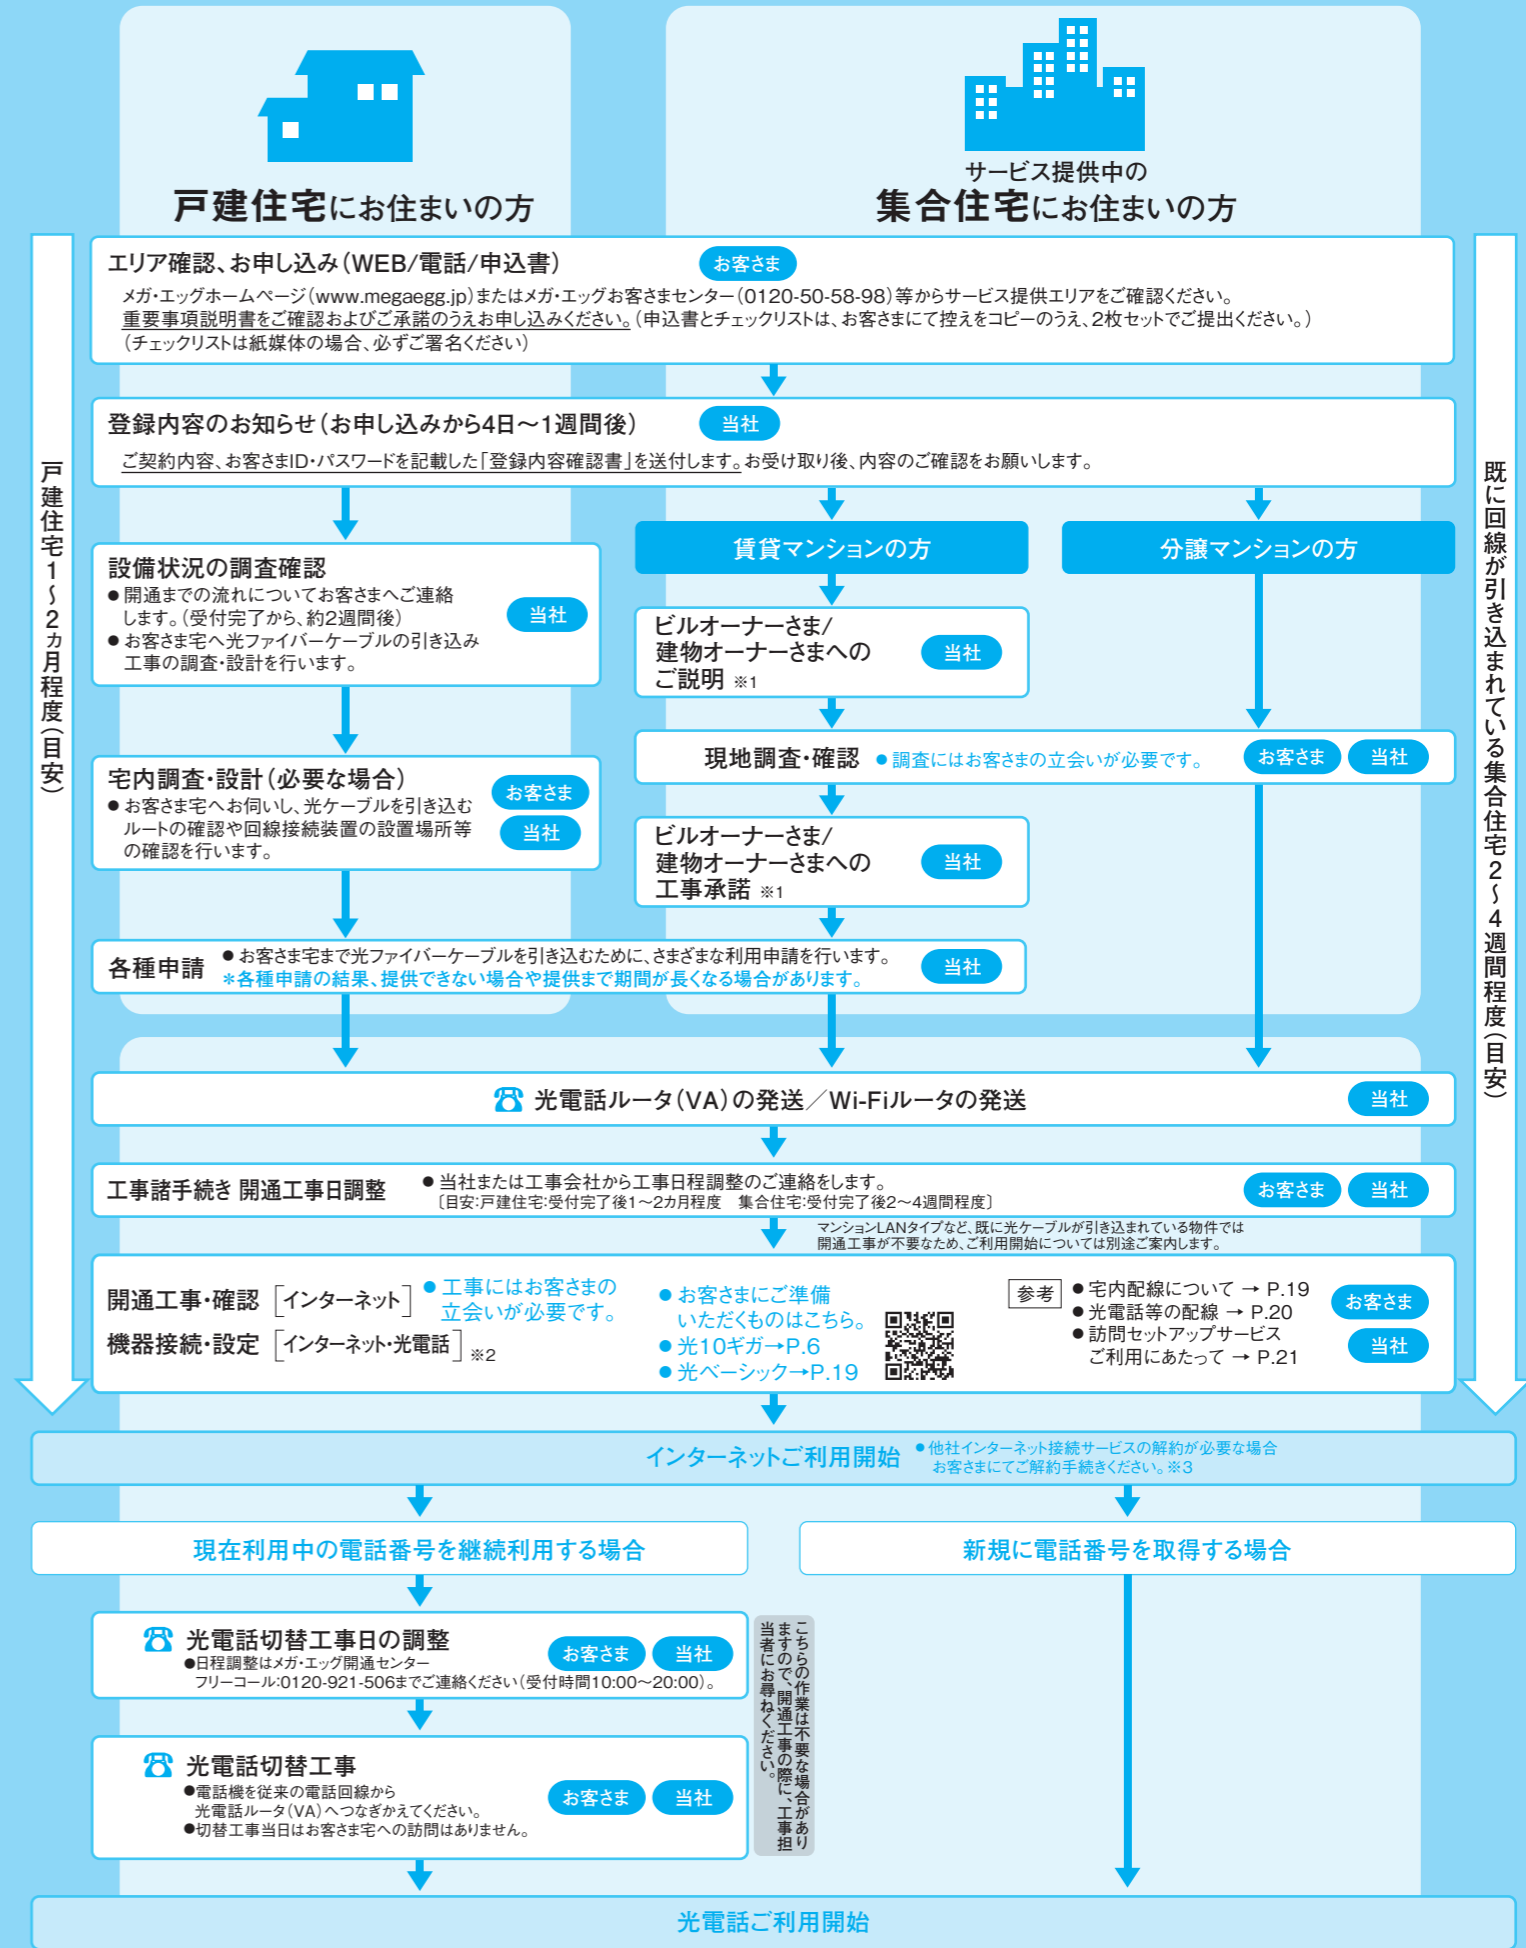 戸建住宅にお住まいの方
サービス提供中の
集合住宅にお住まいの方
戸建住宅1～2ヵ月程度（目安）
既に回線が引き込まれている集合住宅2～4週間程度（目安）
エリア確認、お申し込み（WEB/電話/申込書）
お客さま
メガ・エッグホームページ（www.megaegg.jp）またはメガ・エッグお客さまセンター（0120-50-58-98）等からサービス提供エリアをご確認ください。
重要事項説明書をご確認およびご承諾のうえお申し込みください。（申込書とチェックリストは、お客さまにて控えをコピーのうえ、2枚セットでご提出ください。）
（チェックリストは紙媒体の場合、必ずご署名ください）
登録内容のお知らせ（お申し込みから4日～1週間後）
当社
ご契約内容、お客さまID・パスワードを記載した「登録内容確認書」を送付します。お受け取り後、内容のご確認をお願いします。
設備状況の調査確認
●開通までの流れについてお客さまへご連絡
します。（受付完了から、約2週間後）
●お客さま宅へ光ファイバーケーブルの引き込み
工事の調査・設計を行います。
当社
宅内調査・設計（必要な場合）
●お客さま宅へお伺いし、光ケーブルを引き込む
ルートの確認や回線接続装置の設置場所等
の確認を行います。
お客さま
当社
賃貸マンションの方
分譲マンションの方
ビルオーナーさま/
建物オーナーさまへの
ご説明 ※1
当社
現地調査・確認 ●調査にはお客さまの立会いが必要です。
お客さま 当社
ビルオーナーさま/
建物オーナーさまへの
工事承諾 ※1
当社
各種申請
●お客さま宅まで光ファイバーケーブルを引き込むために、さまざまな利用申請を行います。
＊各種申請の結果、提供できない場合や提供まで期間が長くなる場合があります。
当社
光電話ルータ（VA）の発送／Wi-Fiルータの発送
当社
工事諸手続き 開通工事日調整
●当社または工事会社から工事日程調整のご連絡をします。
〔目安：戸建住宅：受付完了後1～2カ月程度 集合住宅：受付完了後2～4週間程度〕
お客さま 当社
マンションLANタイプなど、既に光ケーブルが引き込まれている物件では
開通工事が不要なため、ご利用開始については別途ご案内します。
開通工事・確認［インターネット］
機器接続・設定［インターネット・光電話］※2
●工事にはお客さまの
立会いが必要です。
●お客さまにご準備
いただくものはこちら。
●光10ギガ→P.6
●光ベーシック→P.19
参考
●宅内配線について → P.19
●光電話等の配線 → P.20
●訪問セットアップサービス
ご利用にあたって → P.21
お客さま
当社
インターネットご利用開始
●他社インターネット接続サービスの解約が必要な場合
お客さまにてご解約手続きください。※3
現在利用中の電話番号を継続利用する場合
新規に電話番号を取得する場合
光電話切替工事日の調整
●日程調整はメガ・エッグ開通センター
フリーコール：0120-921-506までご連絡ください（受付時間10:00～20:00）。
お客さま 当社
光電話切替工事
●電話機を従来の電話回線から
光電話ルータ（VA）へつなぎかえてください。
●切替工事当日はお客さま宅への訪問はありません。
お客さま 当社
こちらの作業は不要な場合があり
ますので、開通工事の際に、工事担
当者にお尋ねください。
光電話ご利用開始